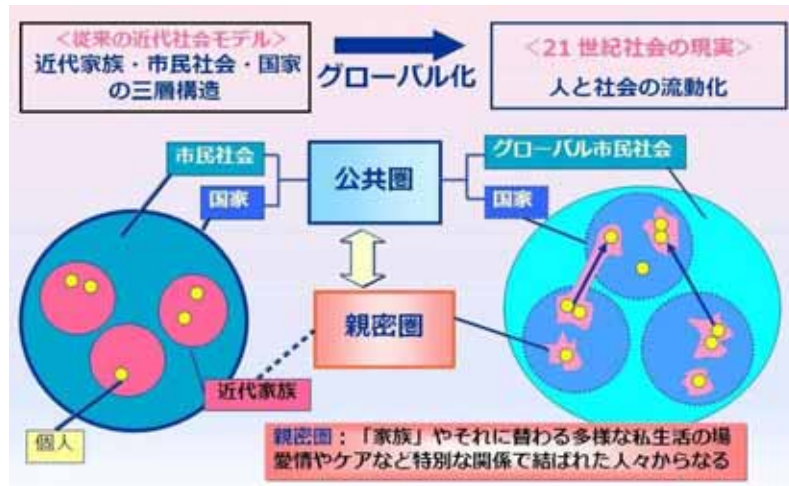 <従来の近代社会モデル>
近代家族・市民社会・国家
の三層構造
グローバル化
<21世紀社会の現実>
人と社会の流動化
市民社会
国家
公共圏
グローバル市民社会
国家
親密圏
近代家族
個人
親密圏：「家族」やそれに替わる多様な私生活の場
愛情やケアなど特別な関係で結ばれた人々からなる